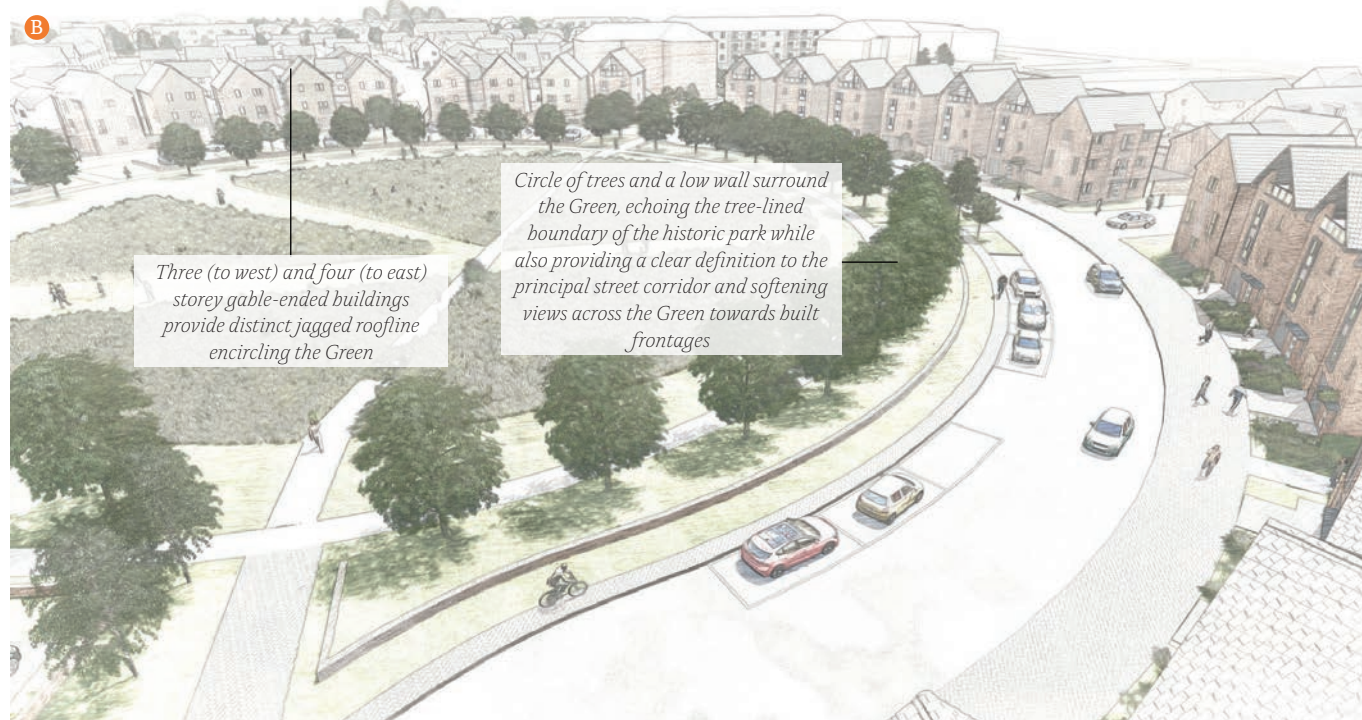 B
Three (to west) and four (to east)
storey gable-ended buildings
provide distinct jagged roofline
encircling the Green
Circle of trees and a low wall surround
the Green, echoing the tree-lined
boundary of the historic park while
also providing a clear definition to the
principal street corridor and softening
views across the Green towards built
frontages